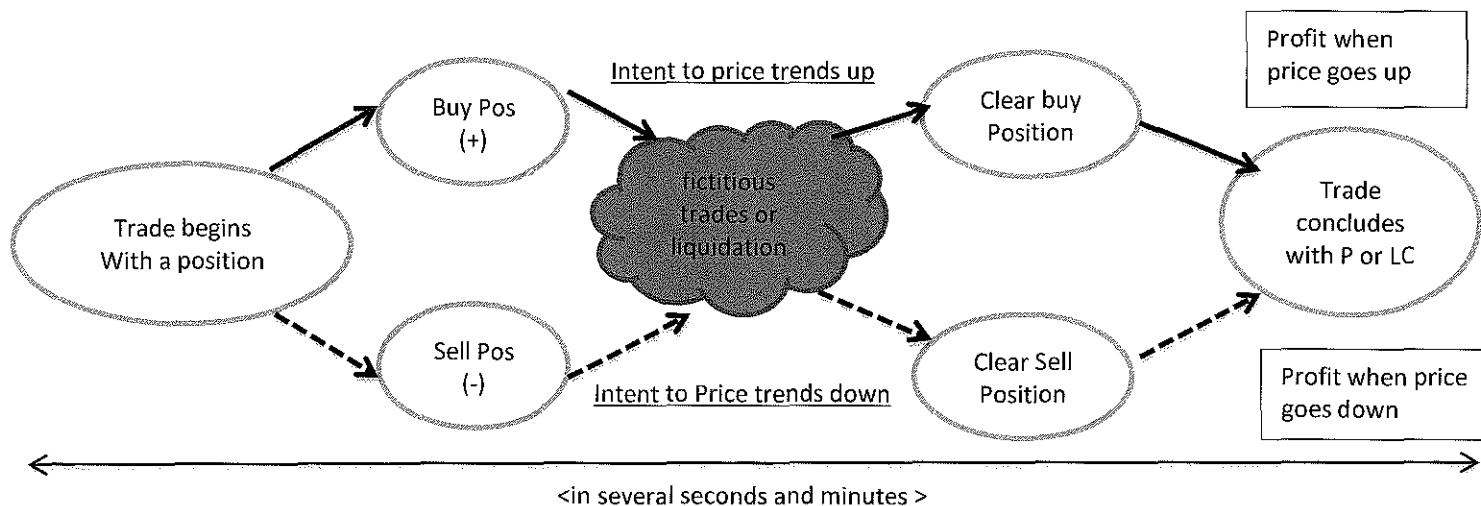 Profit when
price goes up
Intent to price trends up
Buy Pos
(+)
Clear buy
Position
fictitious
trades or
liquidation
Trade begins
With a position
Trade
concludes
with P or LC
Sell Pos
(-)
Clear Sell
Position
Intent to Price trends down
Profit when price
goes down
<in several seconds and minutes >